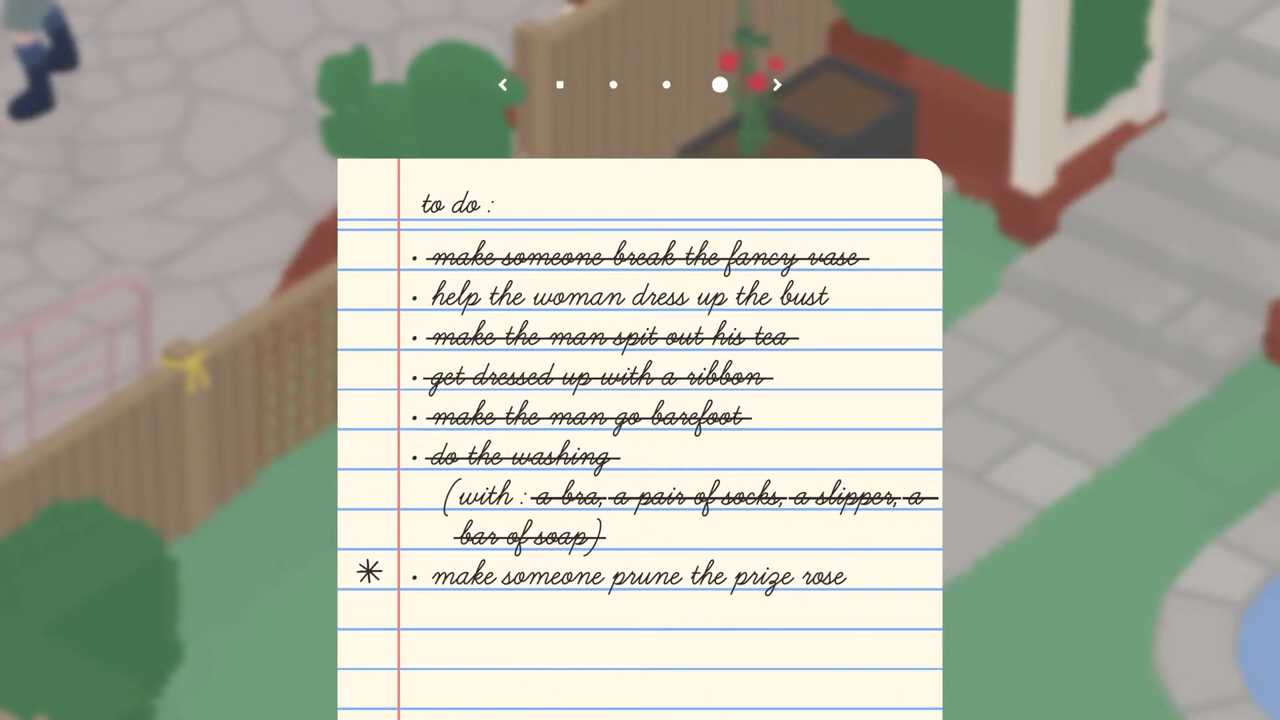 to do :
• make someone break the fancy vase
• help the woman dress up the bust
• make the man spit out his tea
• get dressed up with a ribbon
• make the man go barefoot
• do the washing
(with : a bra, a pair of socks, a slipper, a
bar of soap)
• make someone prune the prize rose